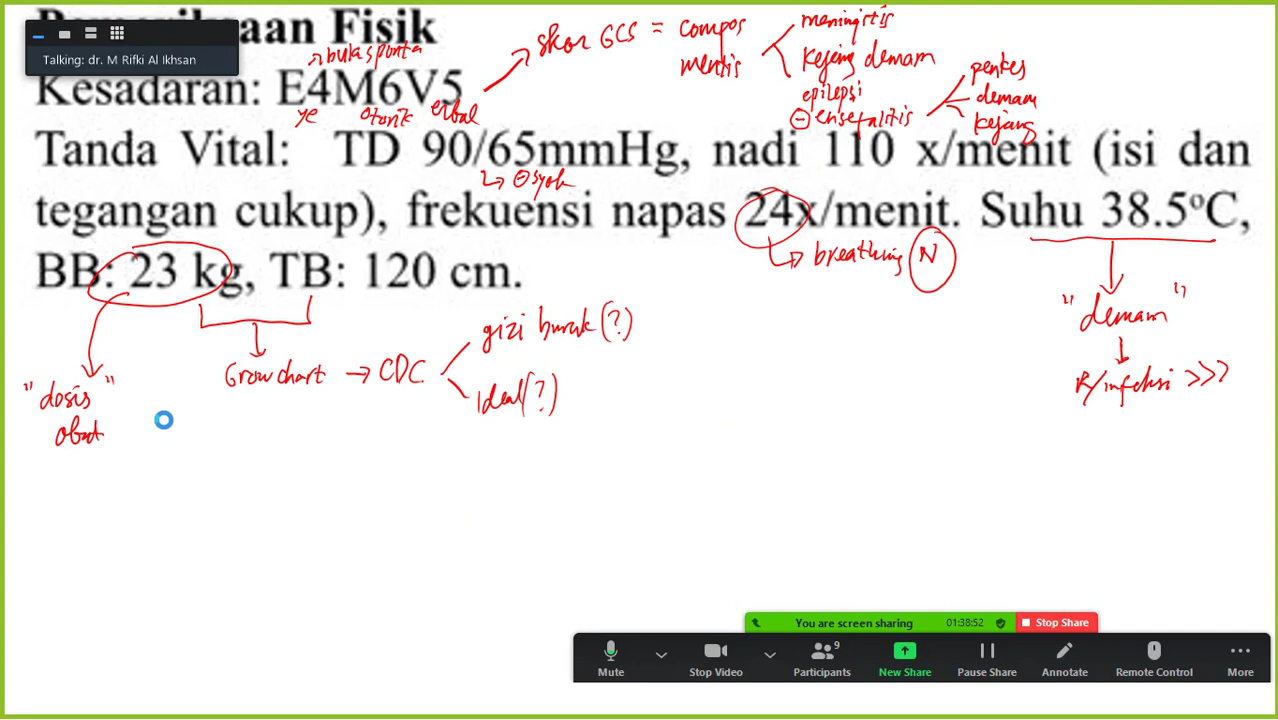 Pemeriksaan Fisik
Talking: dr. M Rifki Al Ikhsan
→ buka sponta
Kesadaran: E4M6V5
ye otorik erbal
skor GCS = compos mentis
meningitis
kejang demam
epilepsi
⊖ ensefalitis
penkes
demam
kejang
Tanda Vital: TD 90/65mmHg, nadi 110 x/menit (isi dan
↳ ⊖ syok
tegangan cukup), frekuensi napas 24x/menit. Suhu 38.5°C,
↳ breathing N
BB: 23 kg, TB: 120 cm.
"demam"
↓
R/infeksi >>>
"dosis
obat
"
Grow chart → CDC
gizi buruk (?)
Ideal (?)
You are screen sharing 01:38:52 Stop Share
9
Mute Stop Video Participants New Share Pause Share Annotate Remote Control More